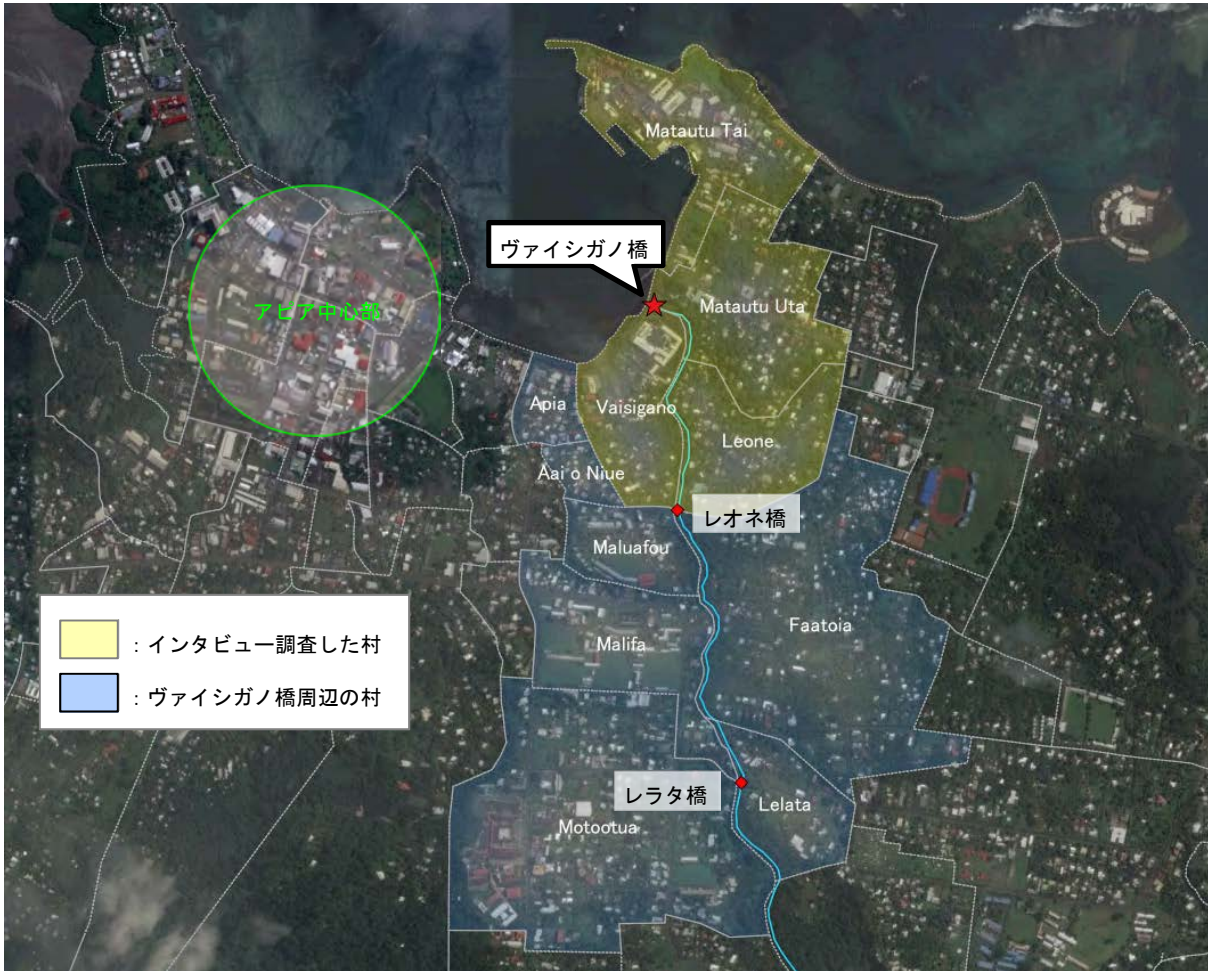 Matautu Tai
ヴァイシガノ橋
アピア中心部
Matautu Uta
Apia
Vaisigano
Leone
Aai o Niue
レオネ橋
Maluafou
Faatoia
Malifa
：インタビュー調査した村
：ヴァイシガノ橋周辺の村
レラタ橋
Lelata
Motootua